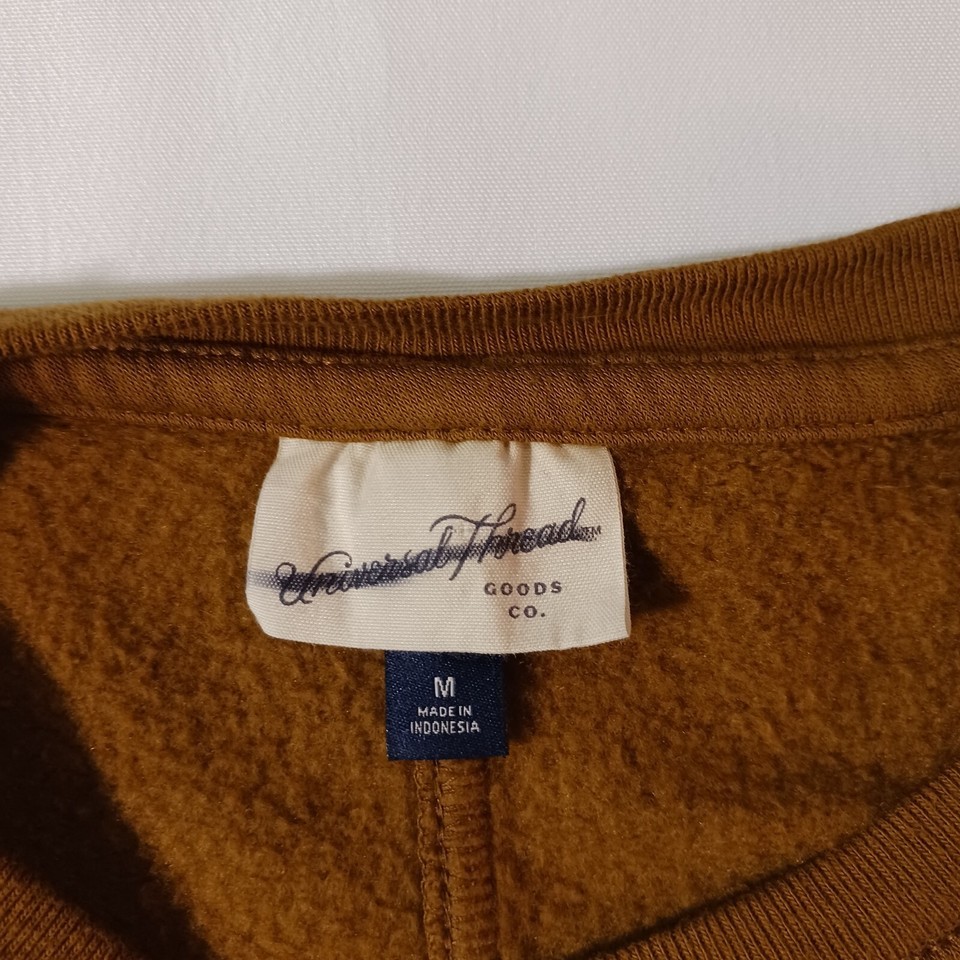 Universal Thread™
GOODS
CO.
M
MADE IN
INDONESIA